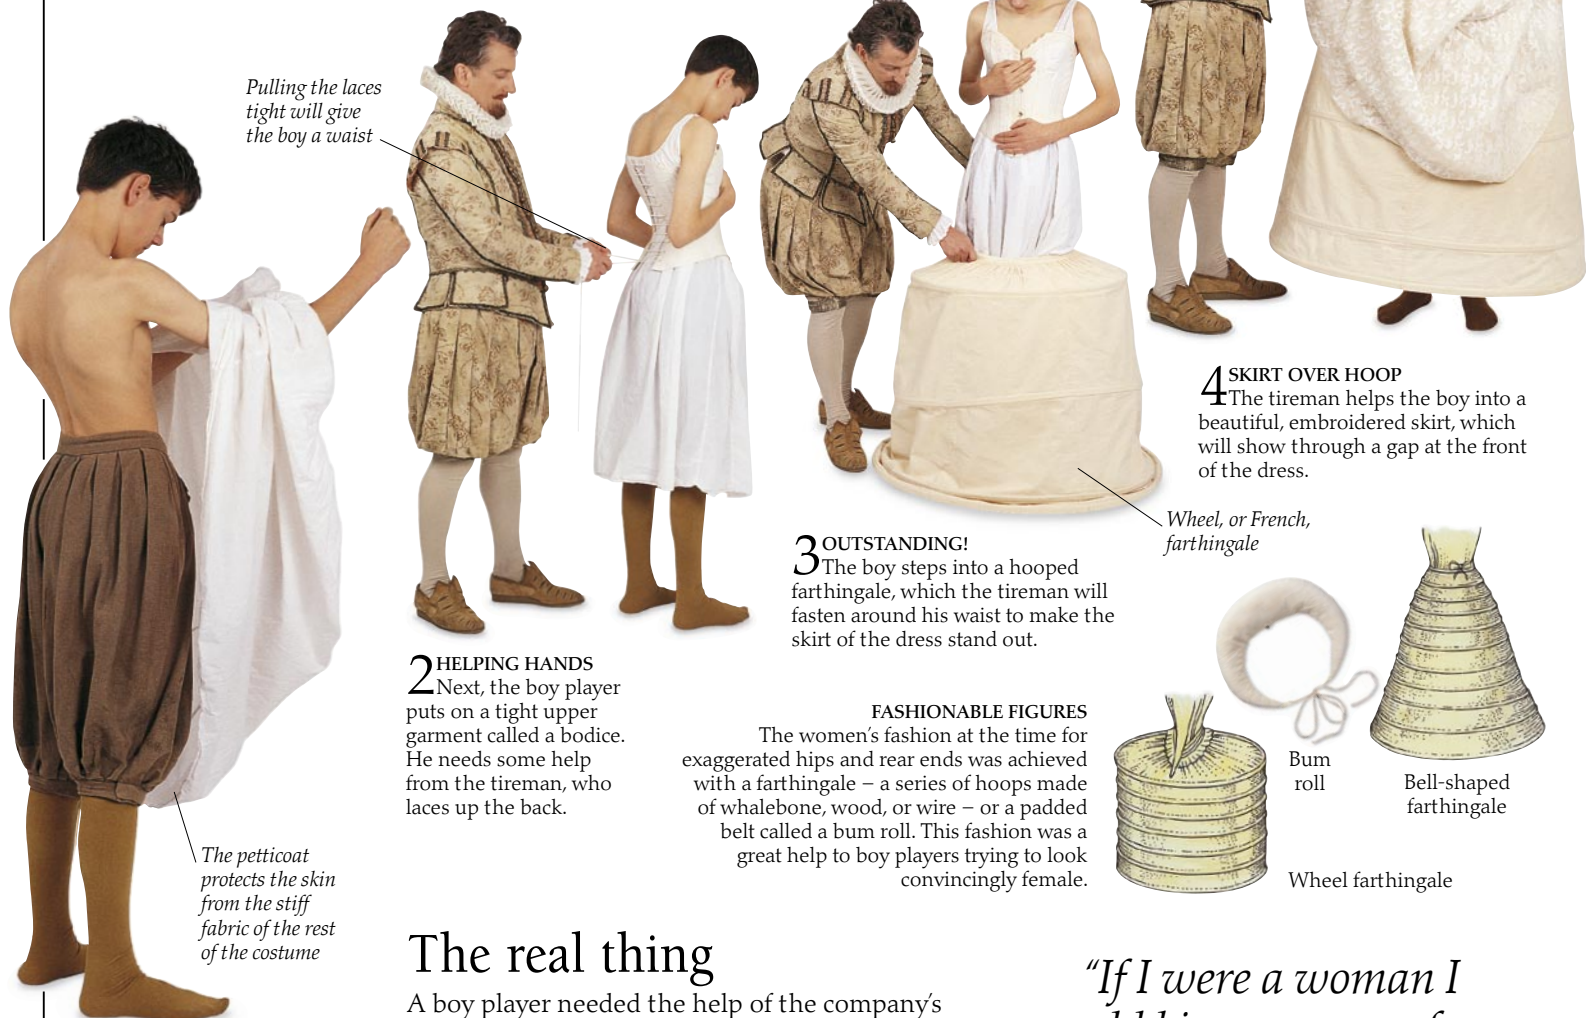 Pulling the laces
tight will give
the boy a waist
The petticoat
protects the skin
from the stiff
fabric of the rest
of the costume
2 HELPING HANDS
Next, the boy player
puts on a tight upper
garment called a bodice.
He needs some help
from the tireman, who
laces up the back.
3 OUTSTANDING!
The boy steps into a hooped
farthingale, which the tireman will
fasten around his waist to make the
skirt of the dress stand out.
4 SKIRT OVER HOOP
The tireman helps the boy into a
beautiful, embroidered skirt, which
will show through a gap at the front
of the dress.
Wheel, or French,
farthingale
FASHIONABLE FIGURES
The women’s fashion at the time for
exaggerated hips and rear ends was achieved
with a farthingale – a series of hoops made
of whalebone, wood, or wire – or a padded
belt called a bum roll. This fashion was a
great help to boy players trying to look
convincingly female.
Bum
roll
Bell-shaped
farthingale
Wheel farthingale
The real thing
A boy player needed the help of the company’s
“If I were a woman I